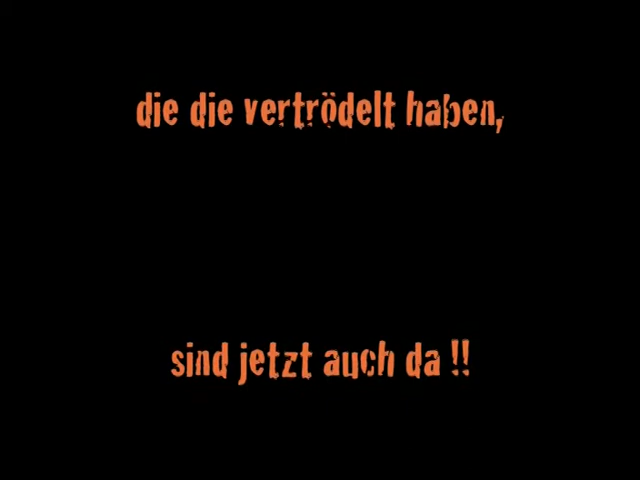 die die vertrödelt haben,
sind jetzt auch da !!